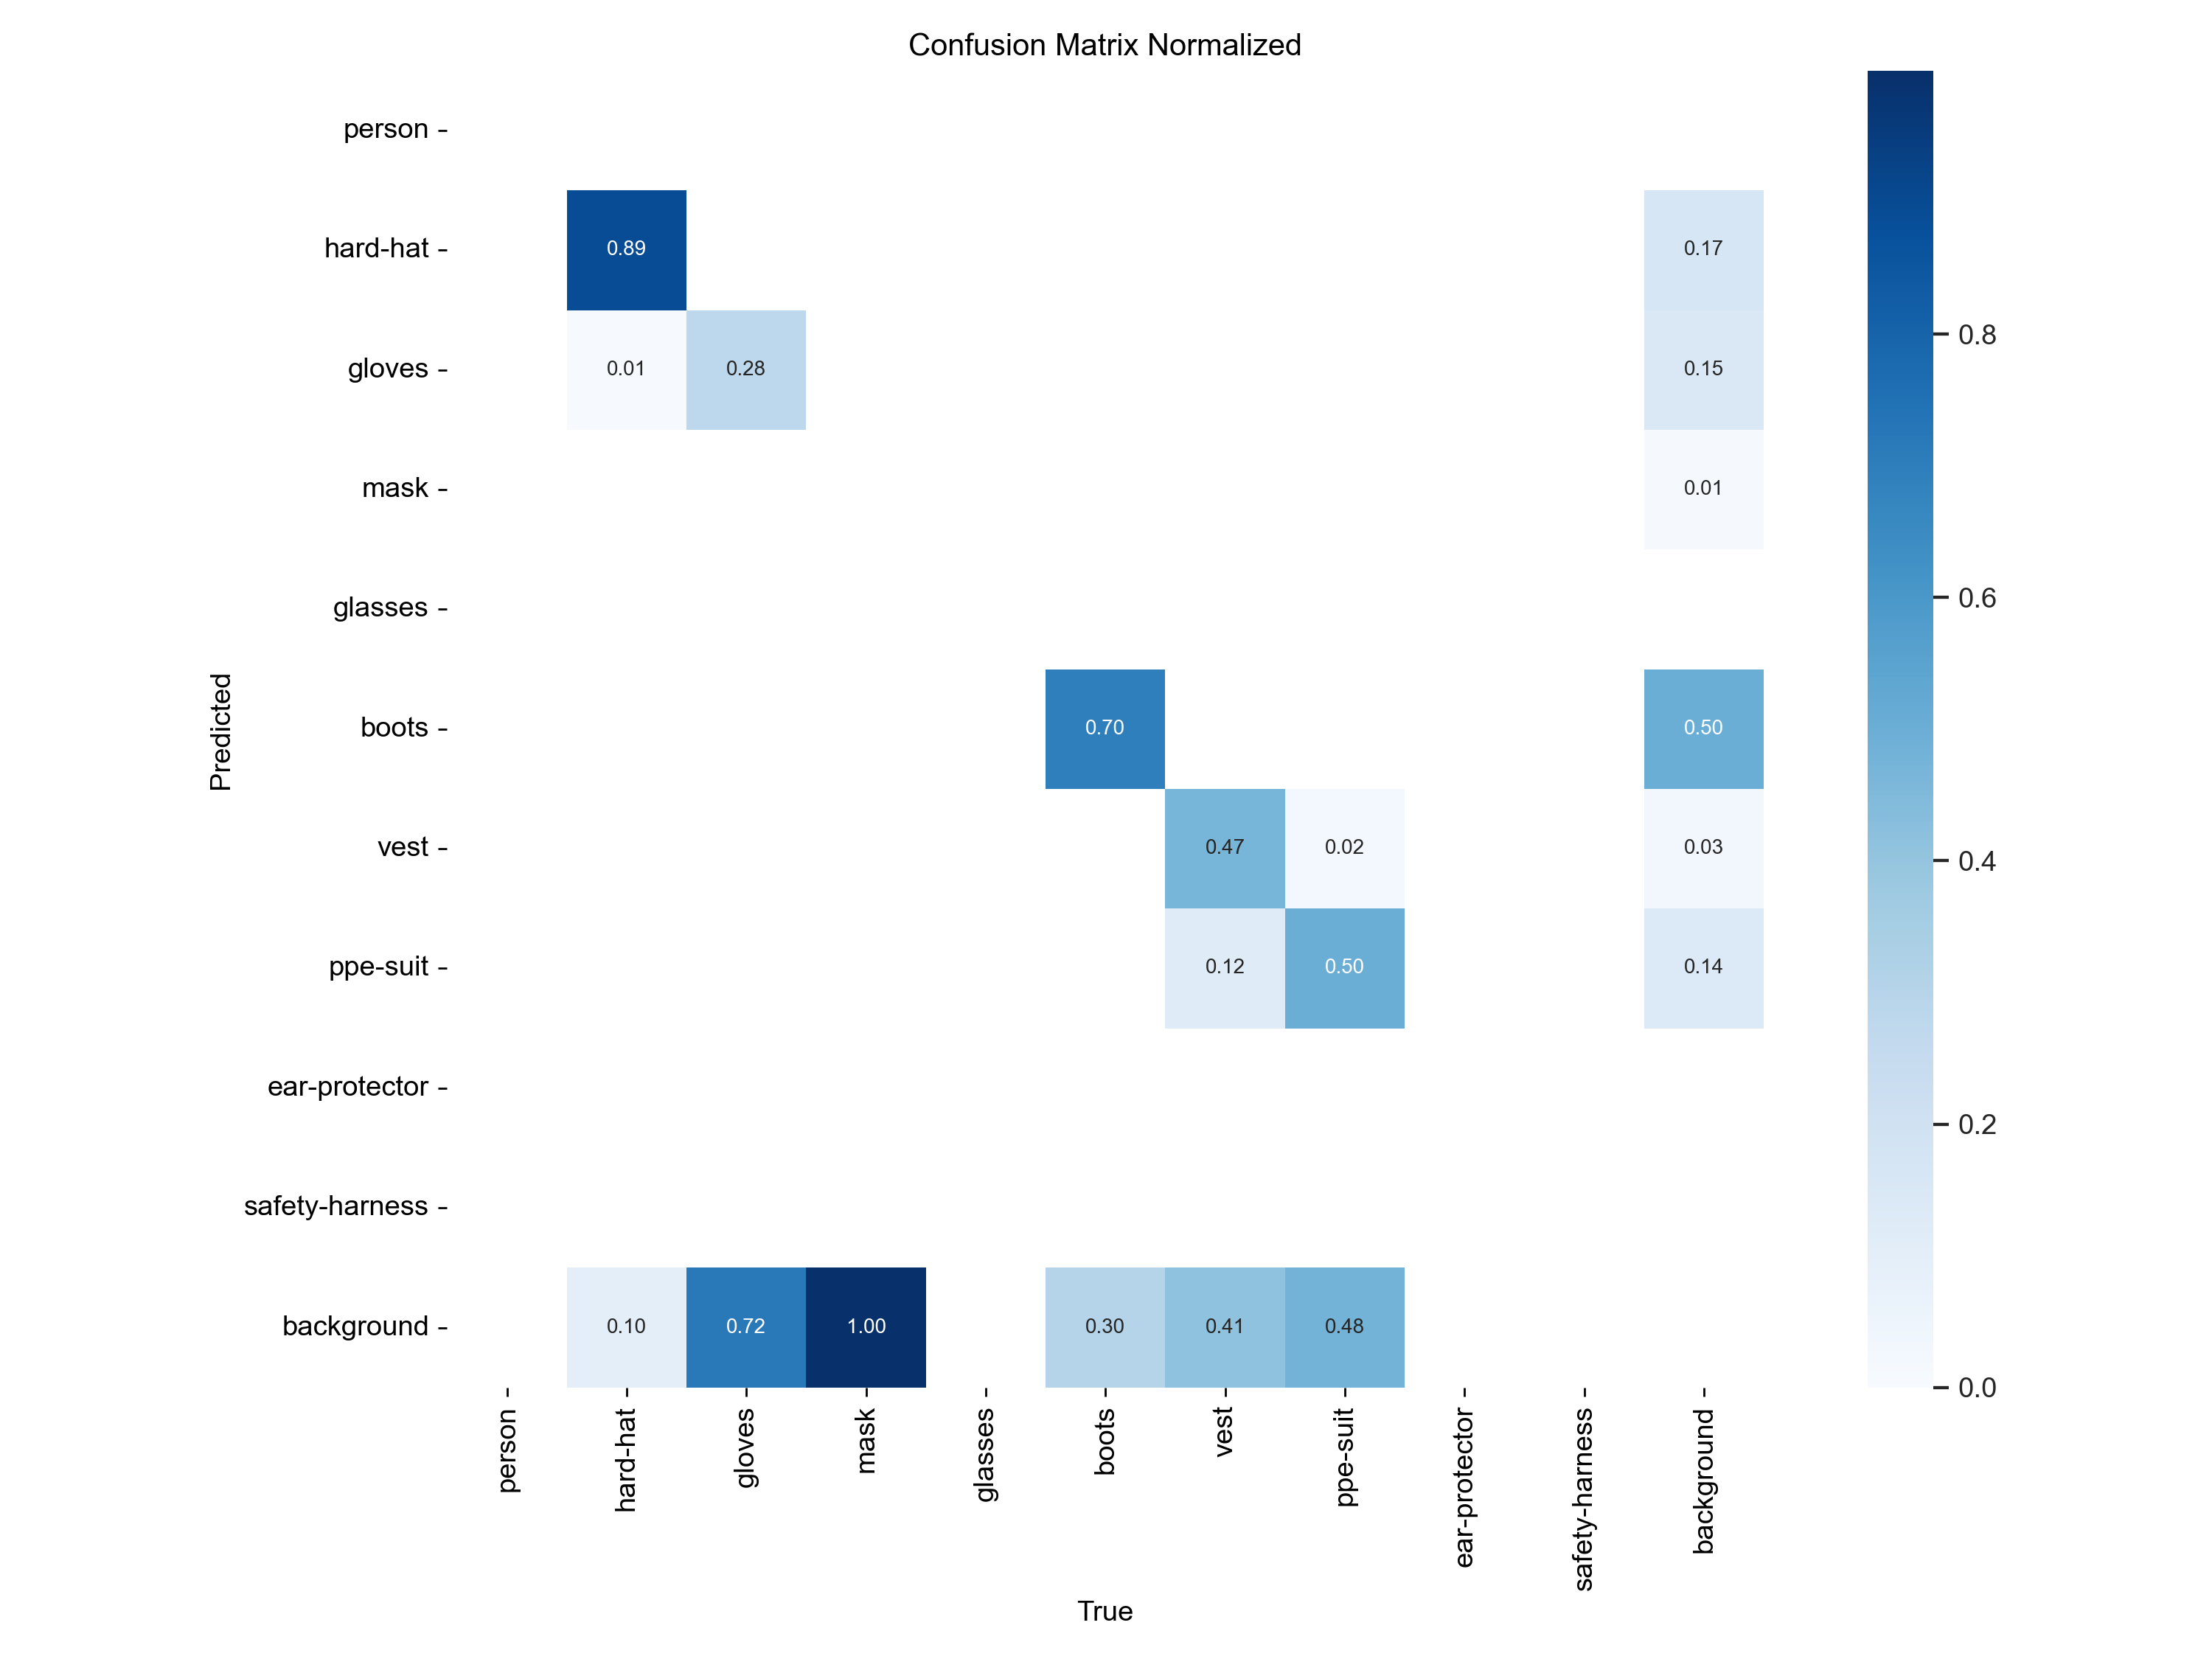 Confusion Matrix Normalized
person
hard-hat
0.89
0.17
0.8
gloves
0.01
0.28
0.15
mask
0.01
glasses
0.6
Predicted
boots
0.70
0.50
vest
0.47
0.02
0.03
0.4
ppe-suit
0.12
0.50
0.14
ear-protector
0.2
safety-harness
background
0.10
0.72
1.00
0.30
0.41
0.48
0.0
person
hard-hat
gloves
mask
glasses
boots
vest
ppe-suit
ear-protector
safety-harness
background
True